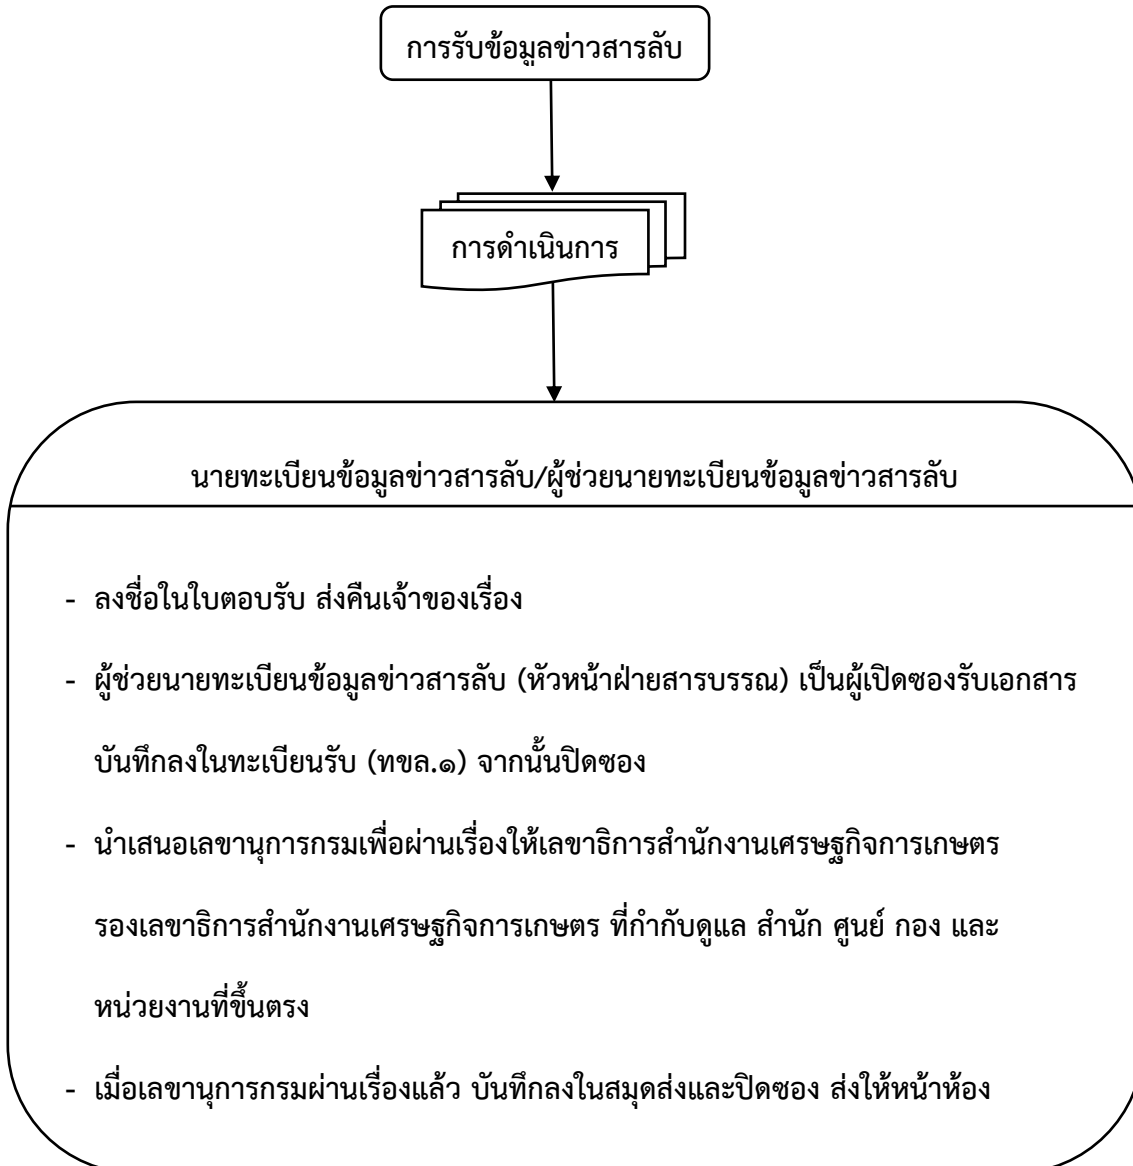 การรับข้อมูลข่าวสารลับ
การดำเนินการ
นายทะเบียนข้อมูลข่าวสารลับ/ผู้ช่วยนายทะเบียนข้อมูลข่าวสารลับ
- ลงชื่อในใบตอบรับ ส่งคืนเจ้าของเรื่อง
- ผู้ช่วยนายทะเบียนข้อมูลข่าวสารลับ (หัวหน้าฝ่ายสารบรรณ) เป็นผู้เปิดซองรับเอกสาร
บันทึกลงในทะเบียนรับ (ทขล.๑) จากนั้นปิดซอง
- นำเสนอเลขานุการกรมเพื่อผ่านเรื่องให้เลขาธิการสำนักงานเศรษฐกิจการเกษตร
รองเลขาธิการสำนักงานเศรษฐกิจการเกษตร ที่กำกับดูแล สำนัก ศูนย์ กอง และ
หน่วยงานที่ขึ้นตรง
- เมื่อเลขานุการกรมผ่านเรื่องแล้ว บันทึกลงในสมุดส่งและปิดซอง ส่งให้หน้าห้อง